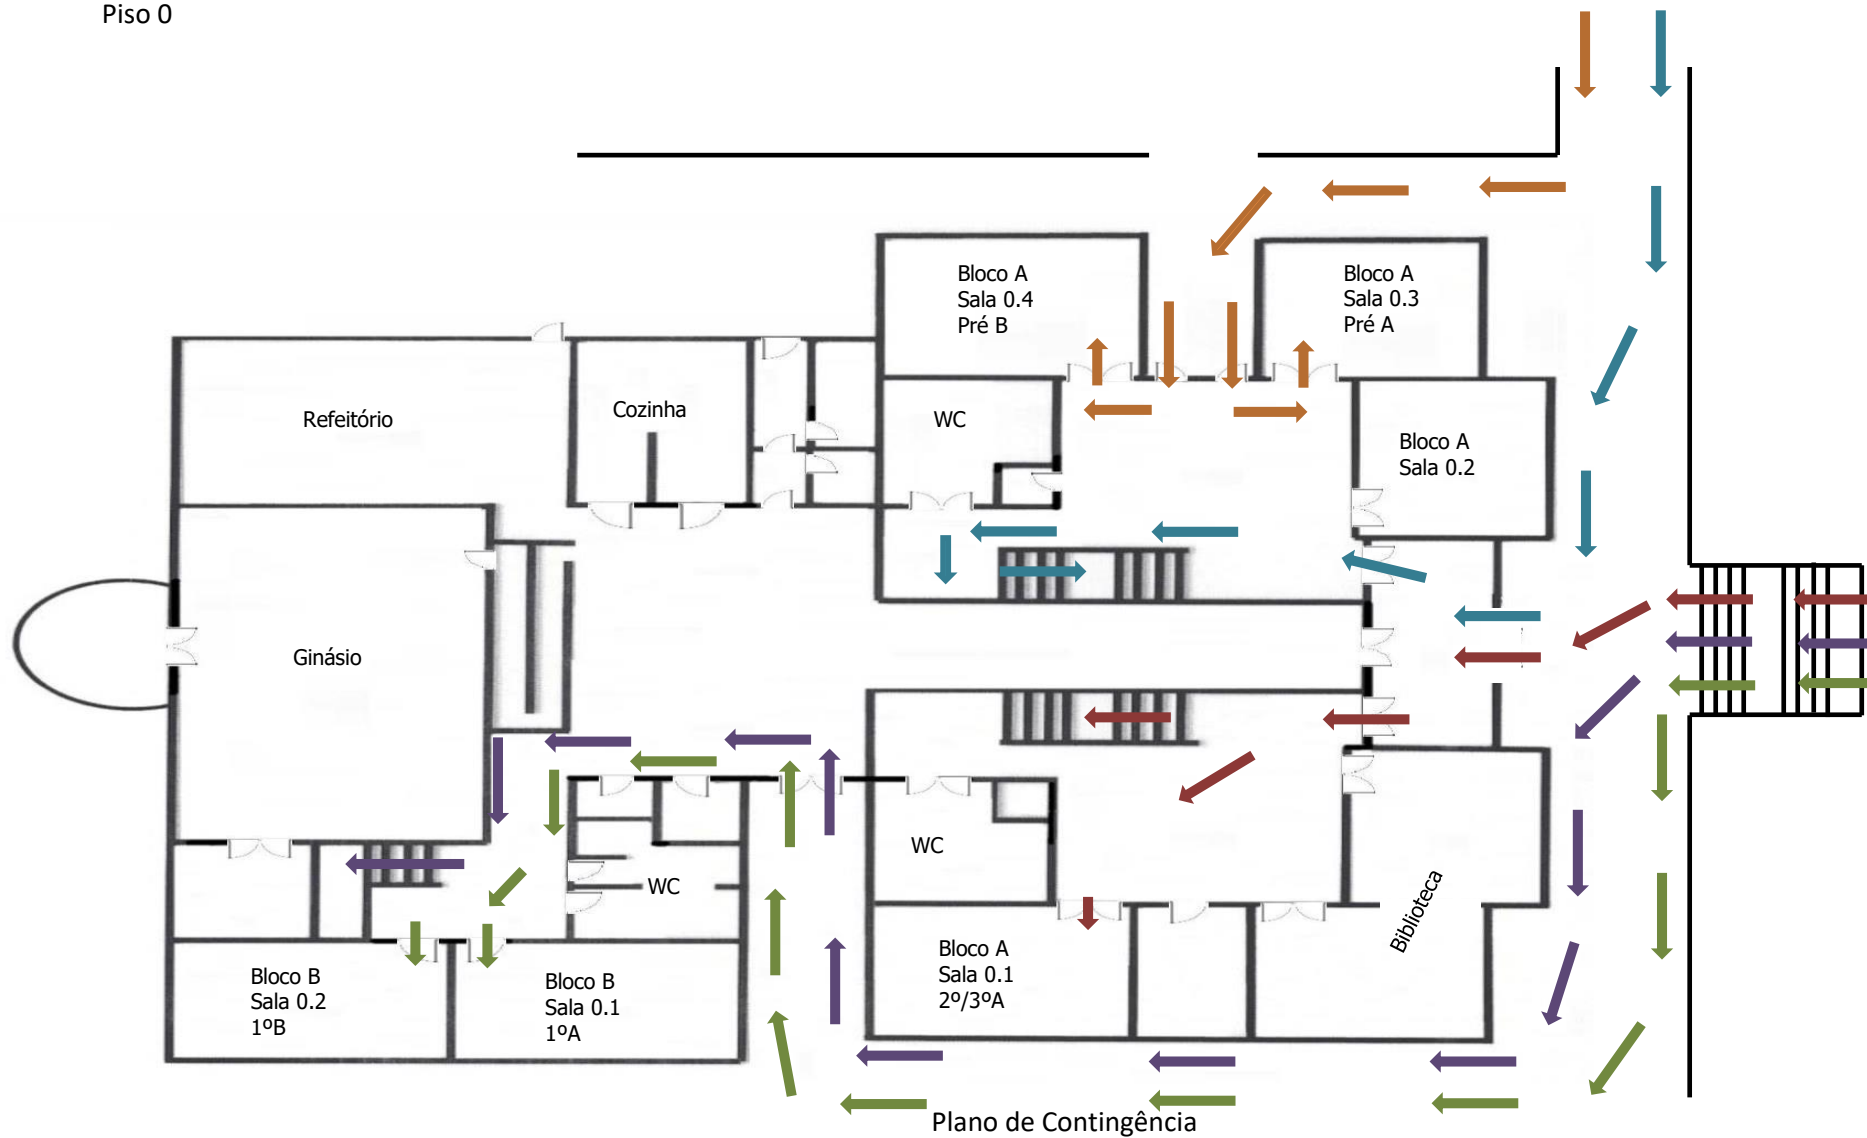 Piso 0
Bloco A
Sala 0.4
Pré B
Bloco A
Sala 0.3
Pré A
Refeitório
Cozinha
WC
Bloco A
Sala 0.2
Ginásio
WC
WC
Biblioteca
Bloco B
Sala 0.2
1ºB
Bloco B
Sala 0.1
1ºA
Bloco A
Sala 0.1
2º/3ºA
Plano de Contingência